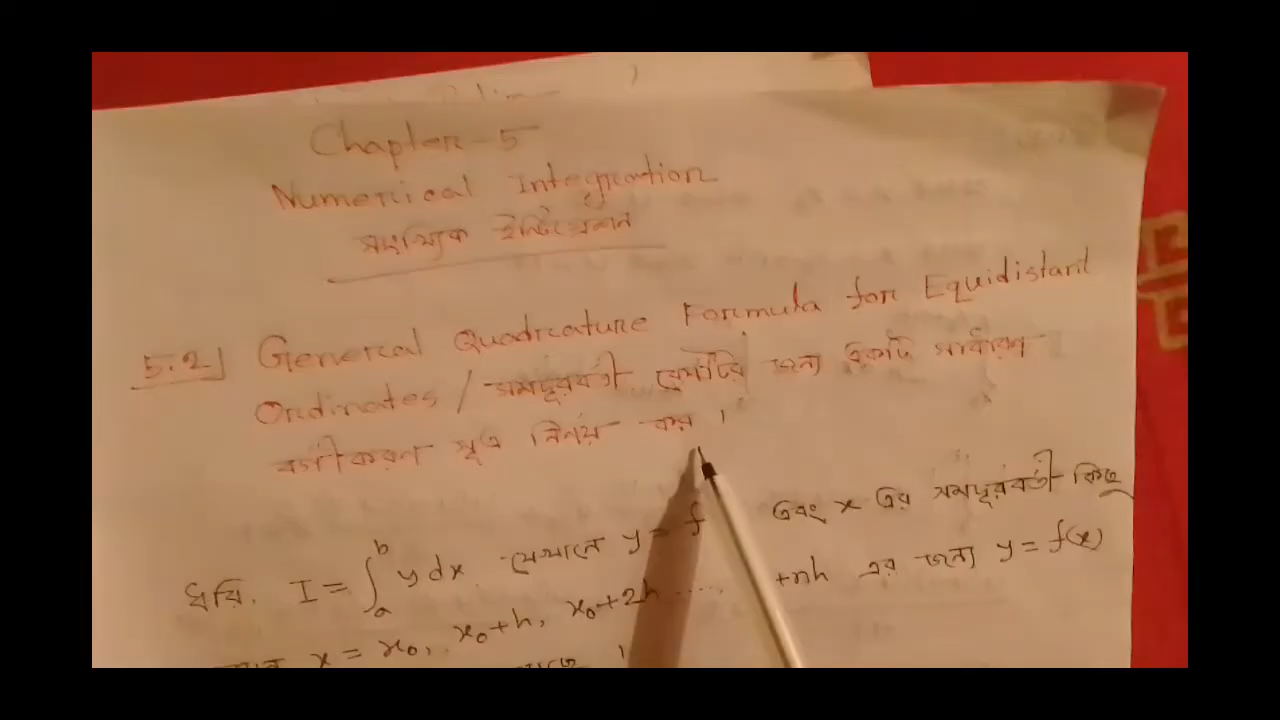 Chapter-5
Numerical Integration
সংখ্যিক ইন্টিগ্রেশন
5.2] General Quadrature Formula for Equidistant
Ordinates / সমদূরবর্তী কোটির জন্য একটি সাধারণ
বর্গীকরণ সূত্র নির্নয় কর ।
ধরি, I = ∫ₐᵇ y dx যেখানে y = f এবং x এর সমদূরবর্তী কিছু
x = x₀, x₀+h, x₀+2h ..... +nh এর জন্য y = f(x)